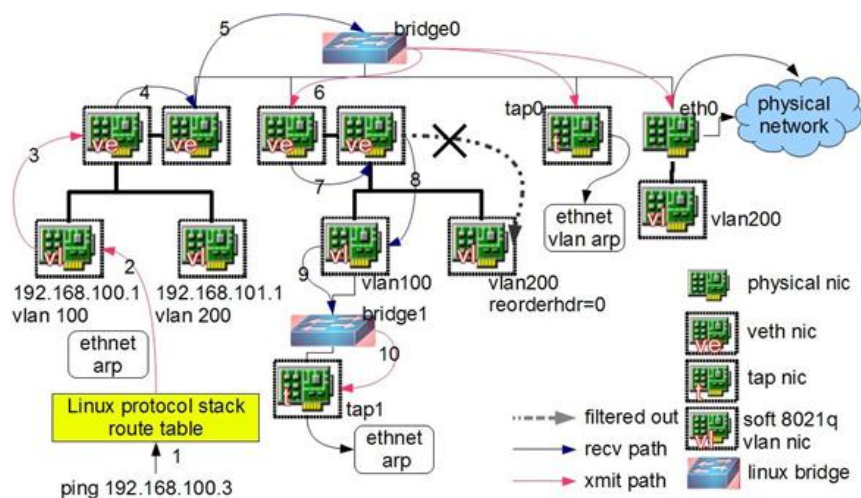 5
bridge0
4
6
tap0
eth0
physical
network
ve
ve
ve
ve
t
3
7
8
ethnet
vlan arp
vl
vlan200
2
vl
vl
vl
vl
9
192.168.100.1
vlan 100
192.168.101.1
vlan 200
vlan100
vlan200
reorderhdr=0
physical nic
bridge1
ethnet
arp
10
ve
veth nic
t
tap1
t
tap nic
Linux protocol stack
route table
ethnet
arp
filtered out
vl
soft 8021q
vlan nic
1
recv path
xmit path
linux bridge
ping 192.168.100.3